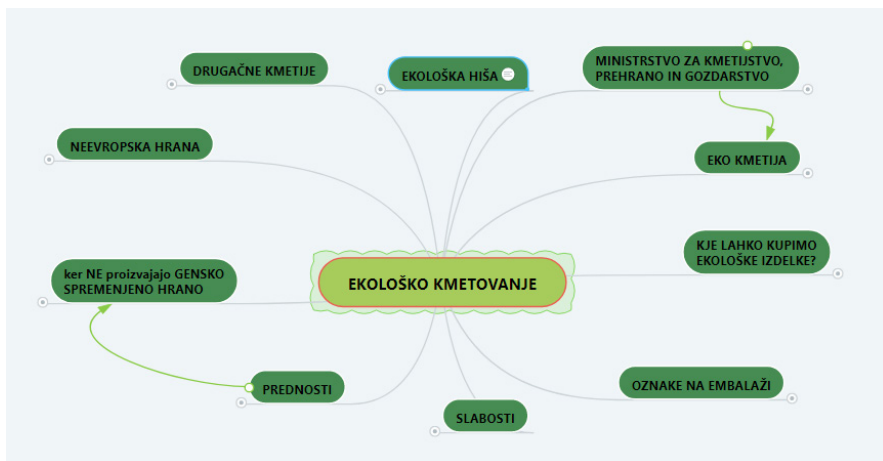 DRUGAČNE KMETIJE
EKOLOŠKA HIŠA
MINISTRSTVO ZA KMETIJSTVO,
PREHRANO IN GOZDARSTVO
NEEVROPSKA HRANA
EKO KMETIJA
KJE LAHKO KUPIMO
EKOLOŠKE IZDELKE?
ker NE proizvajajo GENSKO
SPREMENJENO HRANO
EKOLOŠKO KMETOVANJE
PREDNOSTI
OZNAKE NA EMBALAŽI
SLABOSTI